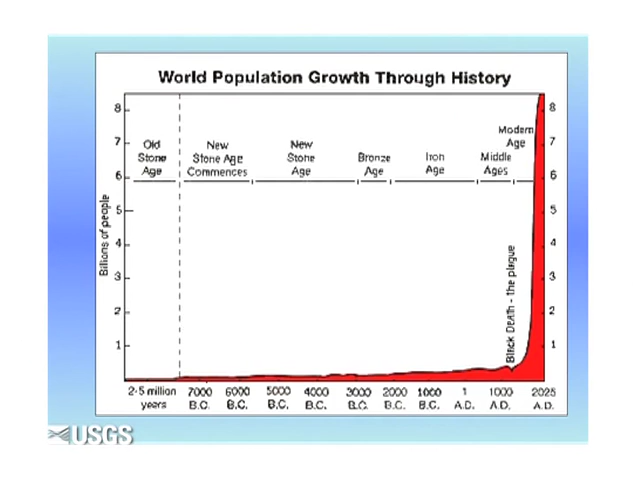 World Population Growth Through History
Billions of people
8
7
6
5
4
3
2
1
Old
Stone
Age
New
Stone Age
Commences
New
Stone
Age
Bronze
Age
Iron
Age
Middle
Ages
Modern
Age
Black Death - the plague
8
7
6
5
4
3
2
1
2-5 million
years
7000
B.C.
6000
B.C.
5000
B.C.
4000
B.C.
3000
B.C.
2000
B.C.
1000
B.C.
1
A.D.
1000
A.D.
2025
A.D.
USGS